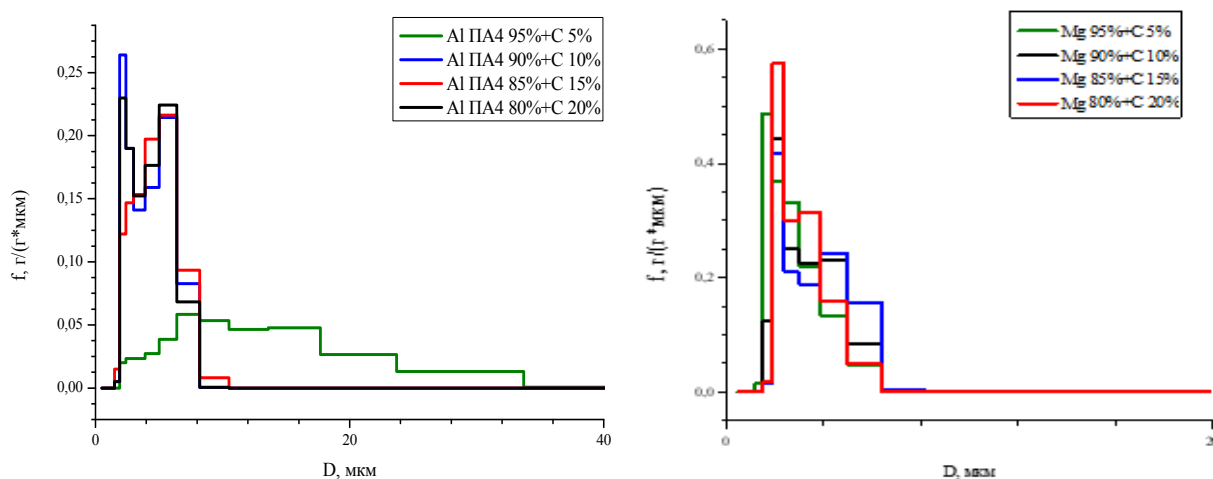 Al ПА4 95%+C 5%
Al ПА4 90%+C 10%
Al ПА4 85%+C 15%
Al ПА4 80%+C 20%
0,25
0,20
0,15
0,10
0,05
0,00
f, г/(г*мкм)
0
20
40
D, мкм
Mg 95%+C 5%
Mg 90%+C 10%
Mg 85%+C 15%
Mg 80%+C 20%
0,6
0,4
0,2
0,0
f, г/(г*мкм)
0
D, мкм